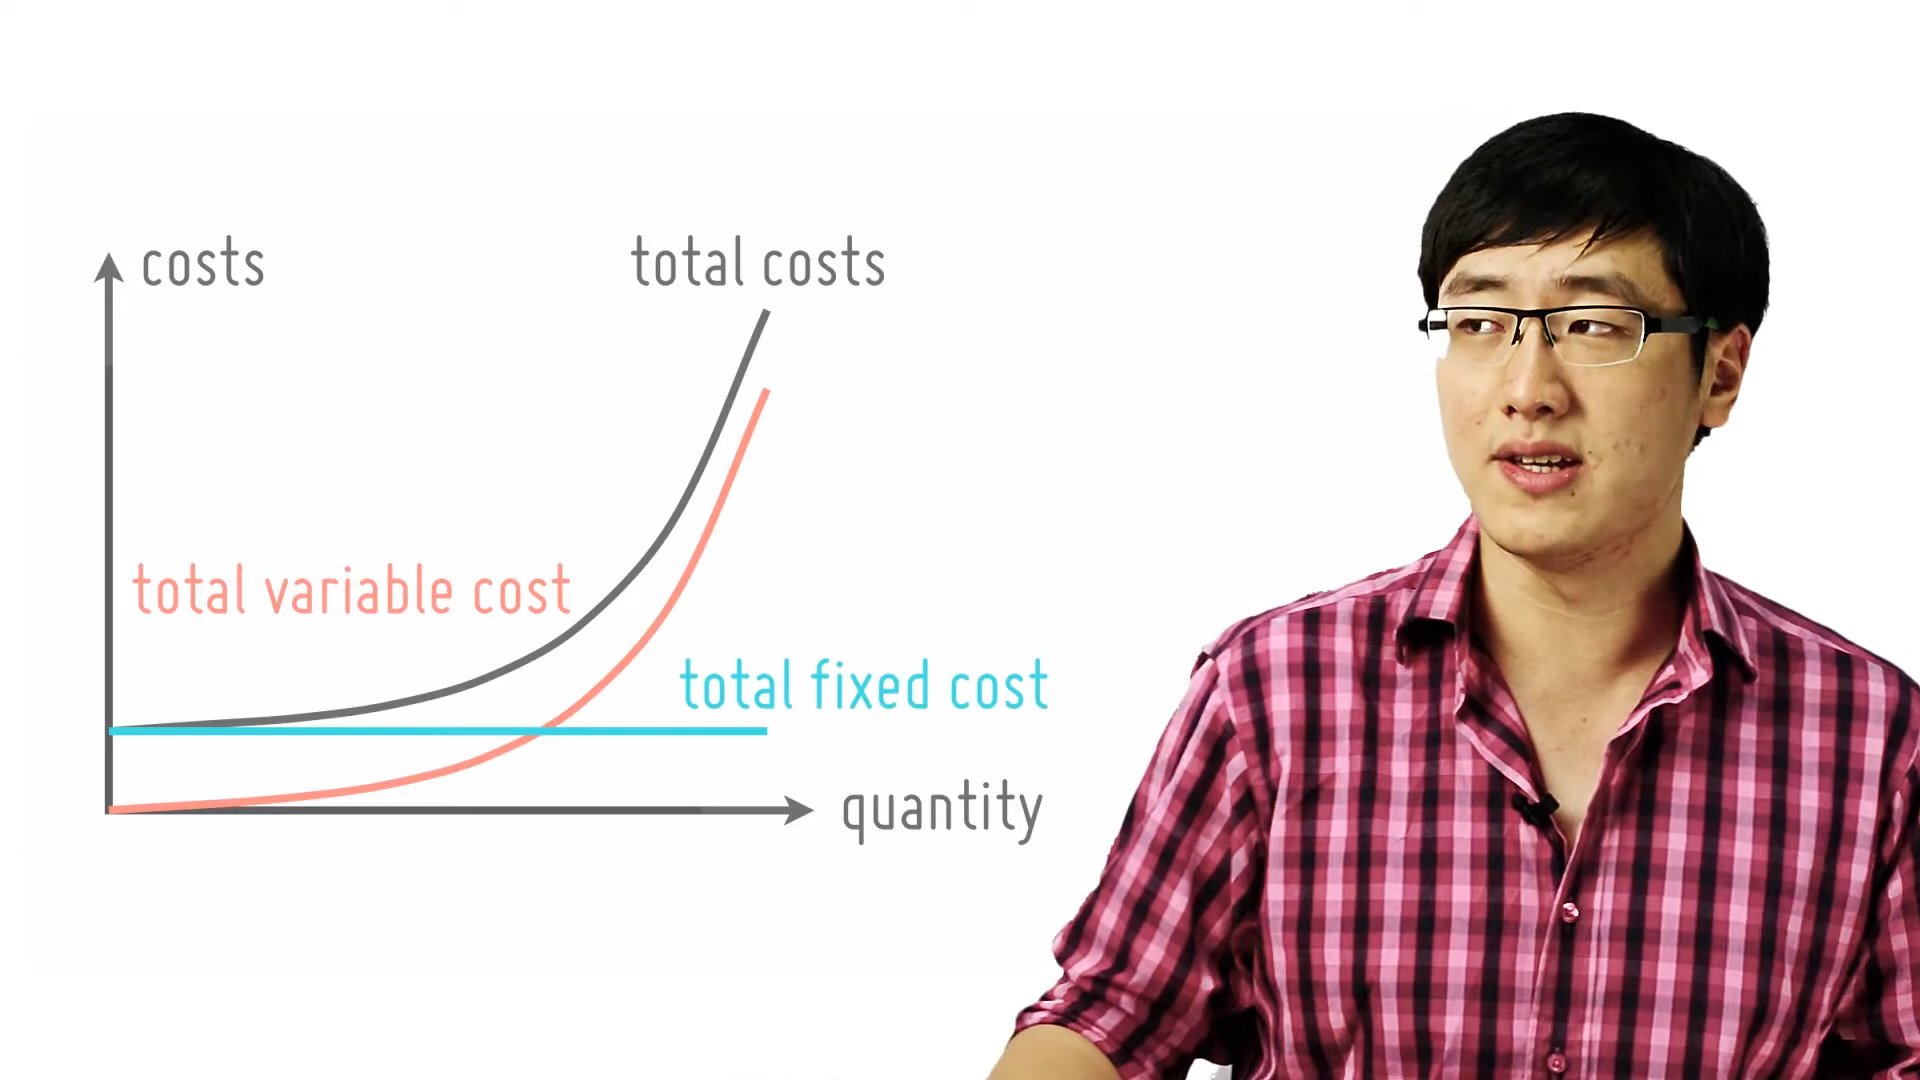 costs
total costs
total variable cost
total fixed cost
quantity